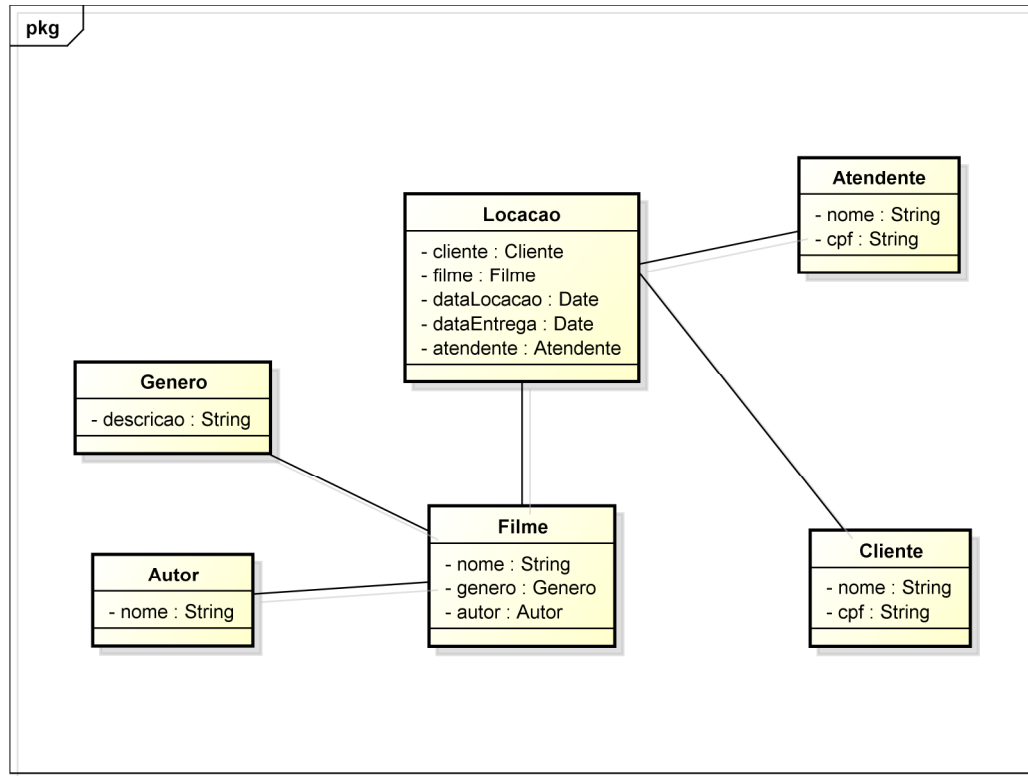 pkg
Atendente
- nome : String
- cpf : String
Locacao
- cliente : Cliente
- filme : Filme
- dataLocacao : Date
- dataEntrega : Date
- atendente : Atendente
Genero
- descricao : String
Filme
- nome : String
- genero : Genero
- autor : Autor
Autor
- nome : String
Cliente
- nome : String
- cpf : String